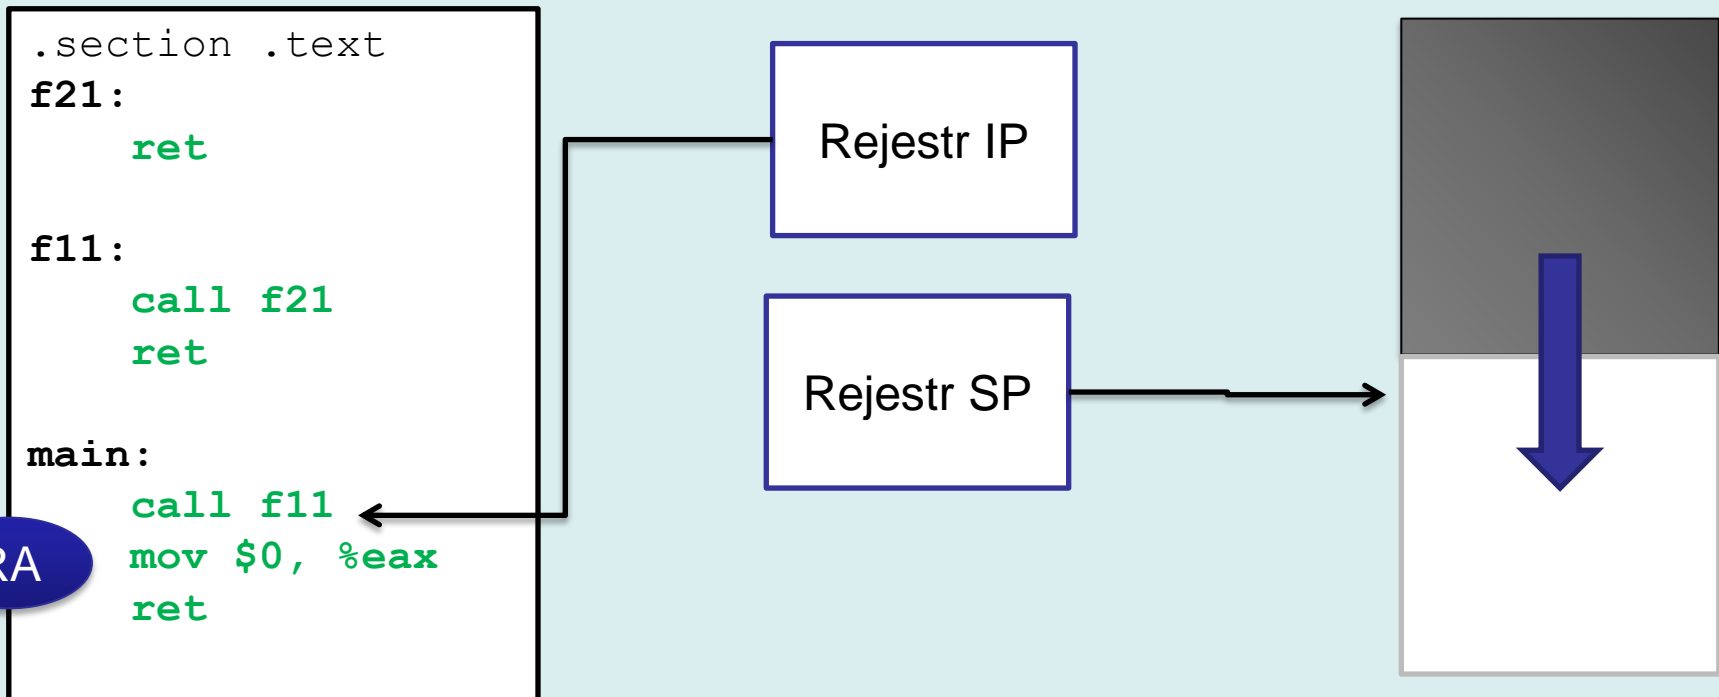 .section .text
f21:
ret
f11:
call f21
ret
main:
call f11
mov $0, %eax
ret
RA
Rejestr IP
Rejestr SP